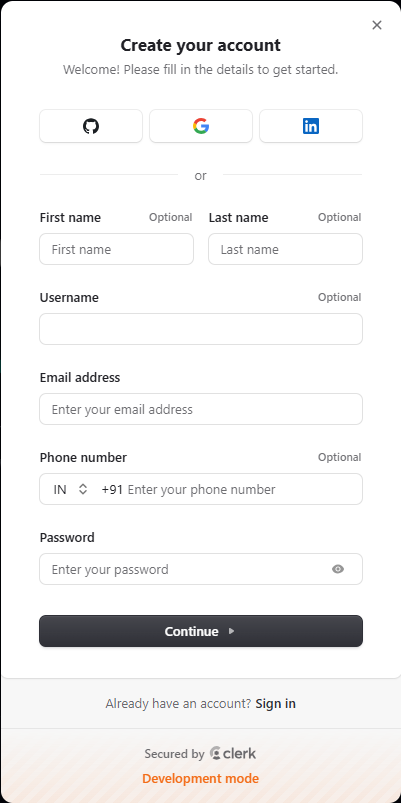 Create your account
Welcome! Please fill in the details to get started.
or
First name Optional Last name Optional
First name Last name
Username Optional
Email address
Enter your email address
Phone number Optional
IN +91 Enter your phone number
Password
Enter your password
Continue
Already have an account? Sign in
Secured by clerk
Development mode